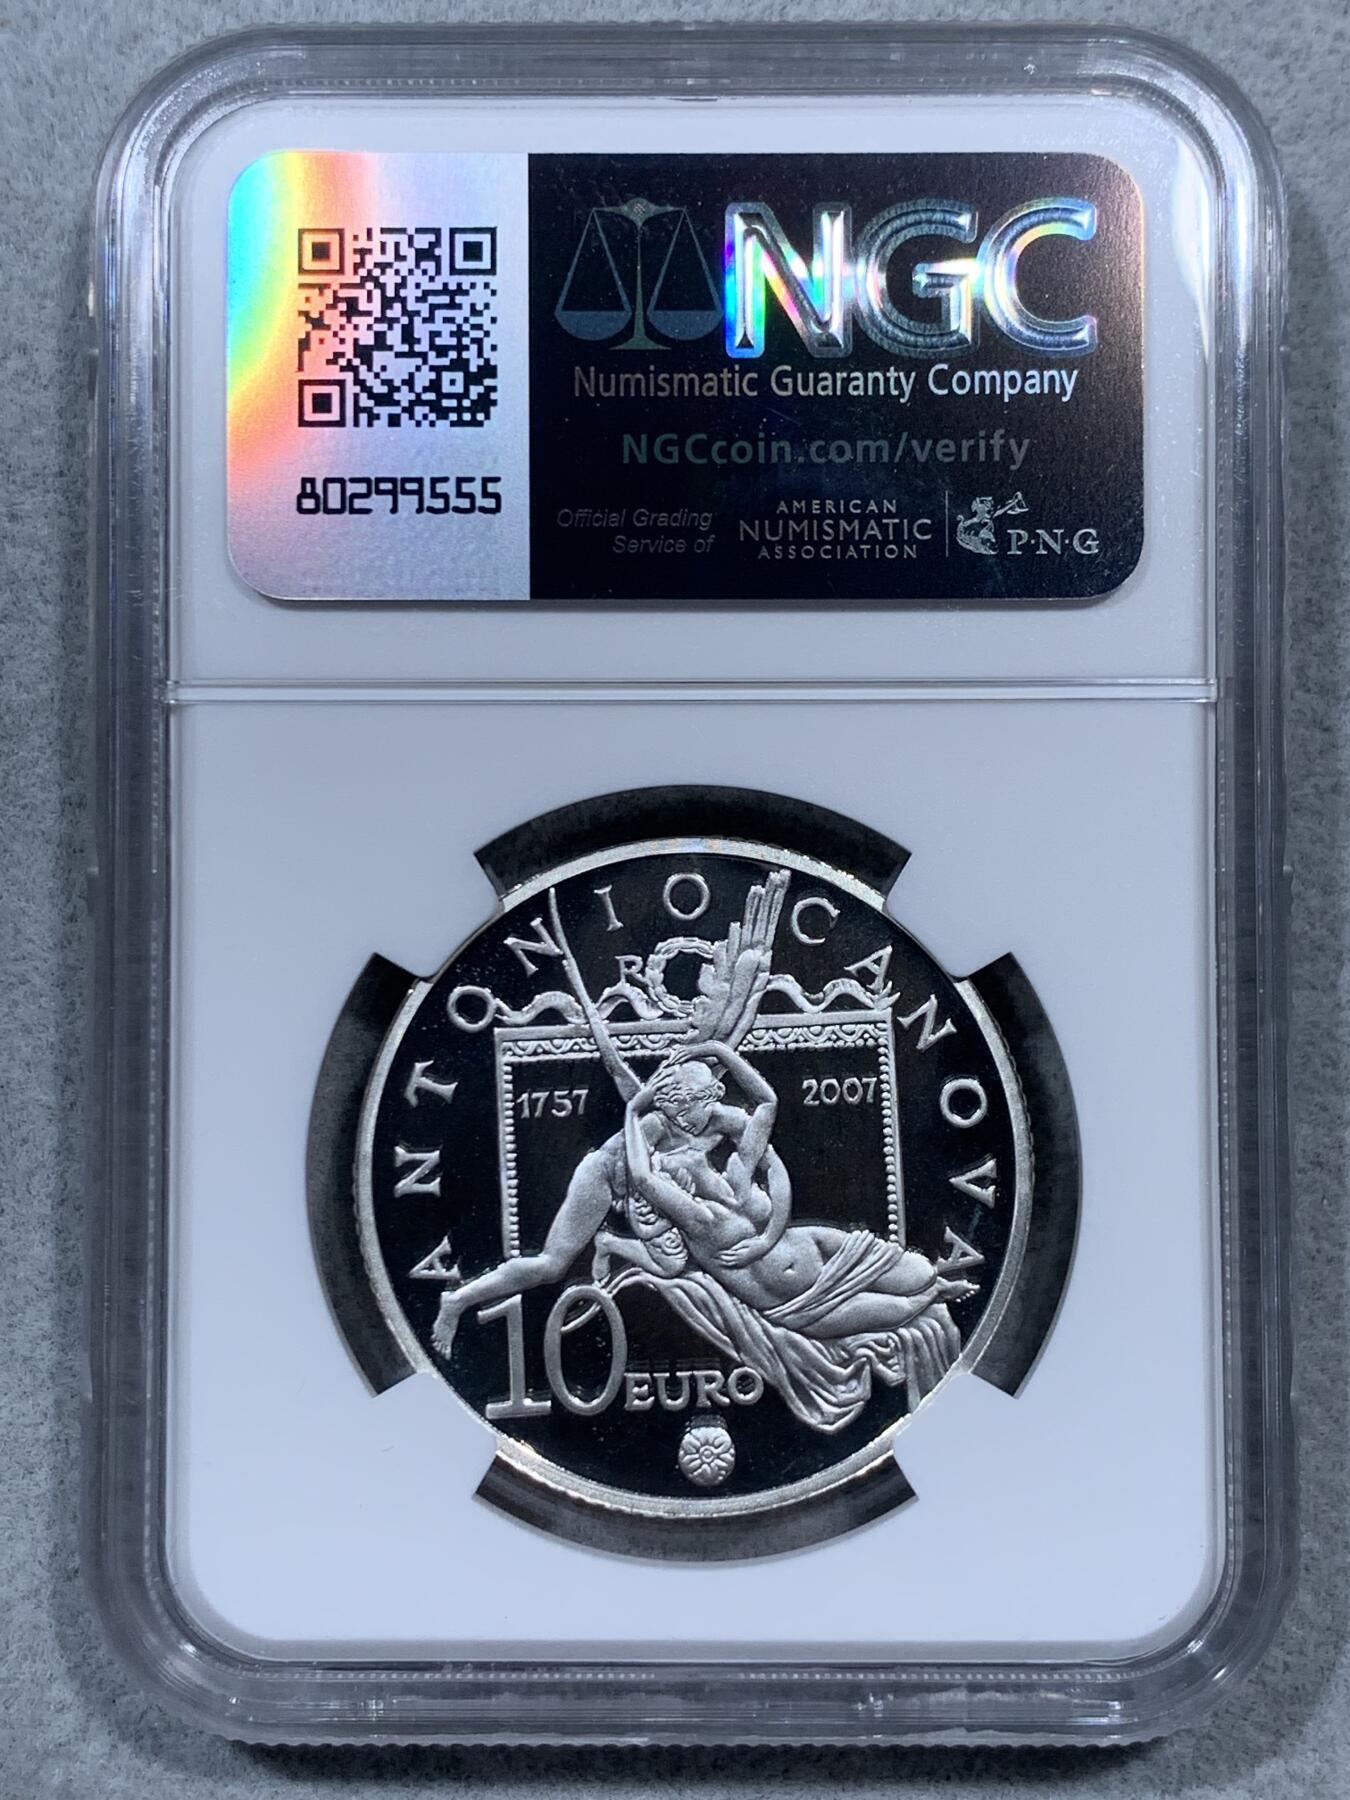 NGC
Numismatic Guaranty Company
NGCcoin.com/verify
80299555
Official Grading
Service of
AMERICAN
NUMISMATIC
ASSOCIATION
P·N·G
ANTONIO CANOVA
R
1757
2007
10
EURO